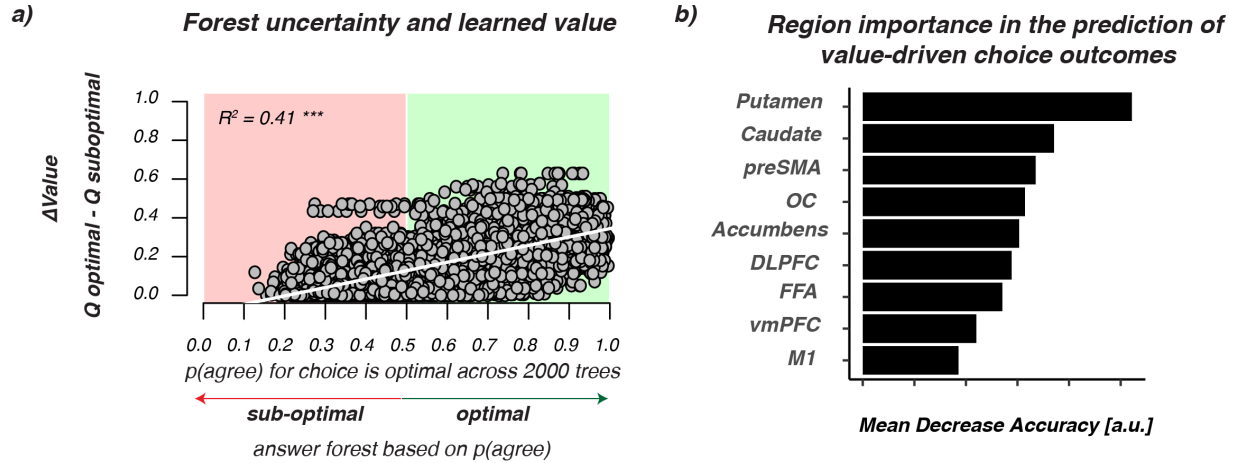 a)
Forest uncertainty and learned value
ΔValue
Q optimal - Q suboptimal
1.0
0.8
0.6
0.4
0.2
0.0
R² = 0.41 ***
0.0 0.1 0.2 0.3 0.4 0.5 0.6 0.7 0.8 0.9 1.0
p(agree) for choice is optimal across 2000 trees
sub-optimal optimal
answer forest based on p(agree)
b)
Region importance in the prediction of
value-driven choice outcomes
Putamen
Caudate
preSMA
OC
Accumbens
DLPFC
FFA
vmPFC
M1
Mean Decrease Accuracy [a.u.]